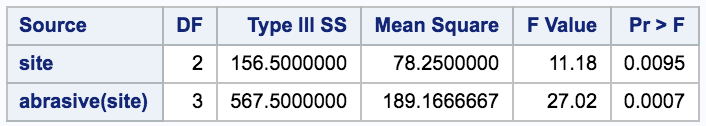 Source DF Type III SS Mean Square F Value Pr > F
site 2 156.5000000 78.2500000 11.18 0.0095
abrasive(site) 3 567.5000000 189.1666667 27.02 0.0007